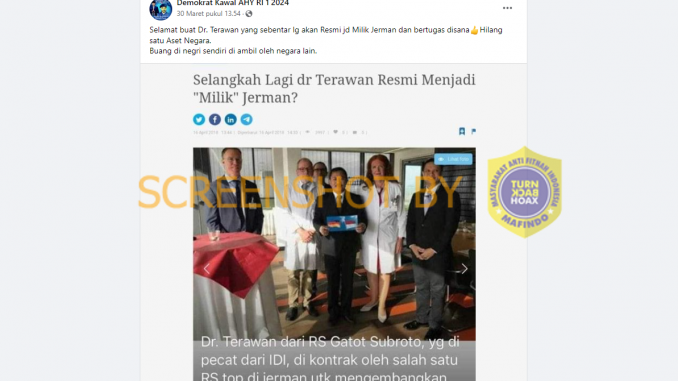 Demokrat Kawal AHY RI 1 2024
30 Maret pukul 13.54
Selamat buat Dr. Terawan yang sebentar lg akan Resmi jd Milik Jerman dan bertugas disana👍Hilang
satu Aset Negara.
Buang di negri sendiri di ambil oleh negara lain.
Selangkah Lagi dr Terawan Resmi Menjadi
"Milik" Jerman?
SCREENSHOT BY
MASYARAKAT ANTI FITNAH INDONESIA
TURN
BACK
HOAX
MAFINDO
Dr. Terawan dari RS Gatot Subroto, yg di
pecat dari IDI, di kontrak oleh salah satu
RS top di jerman utk mengembangkan